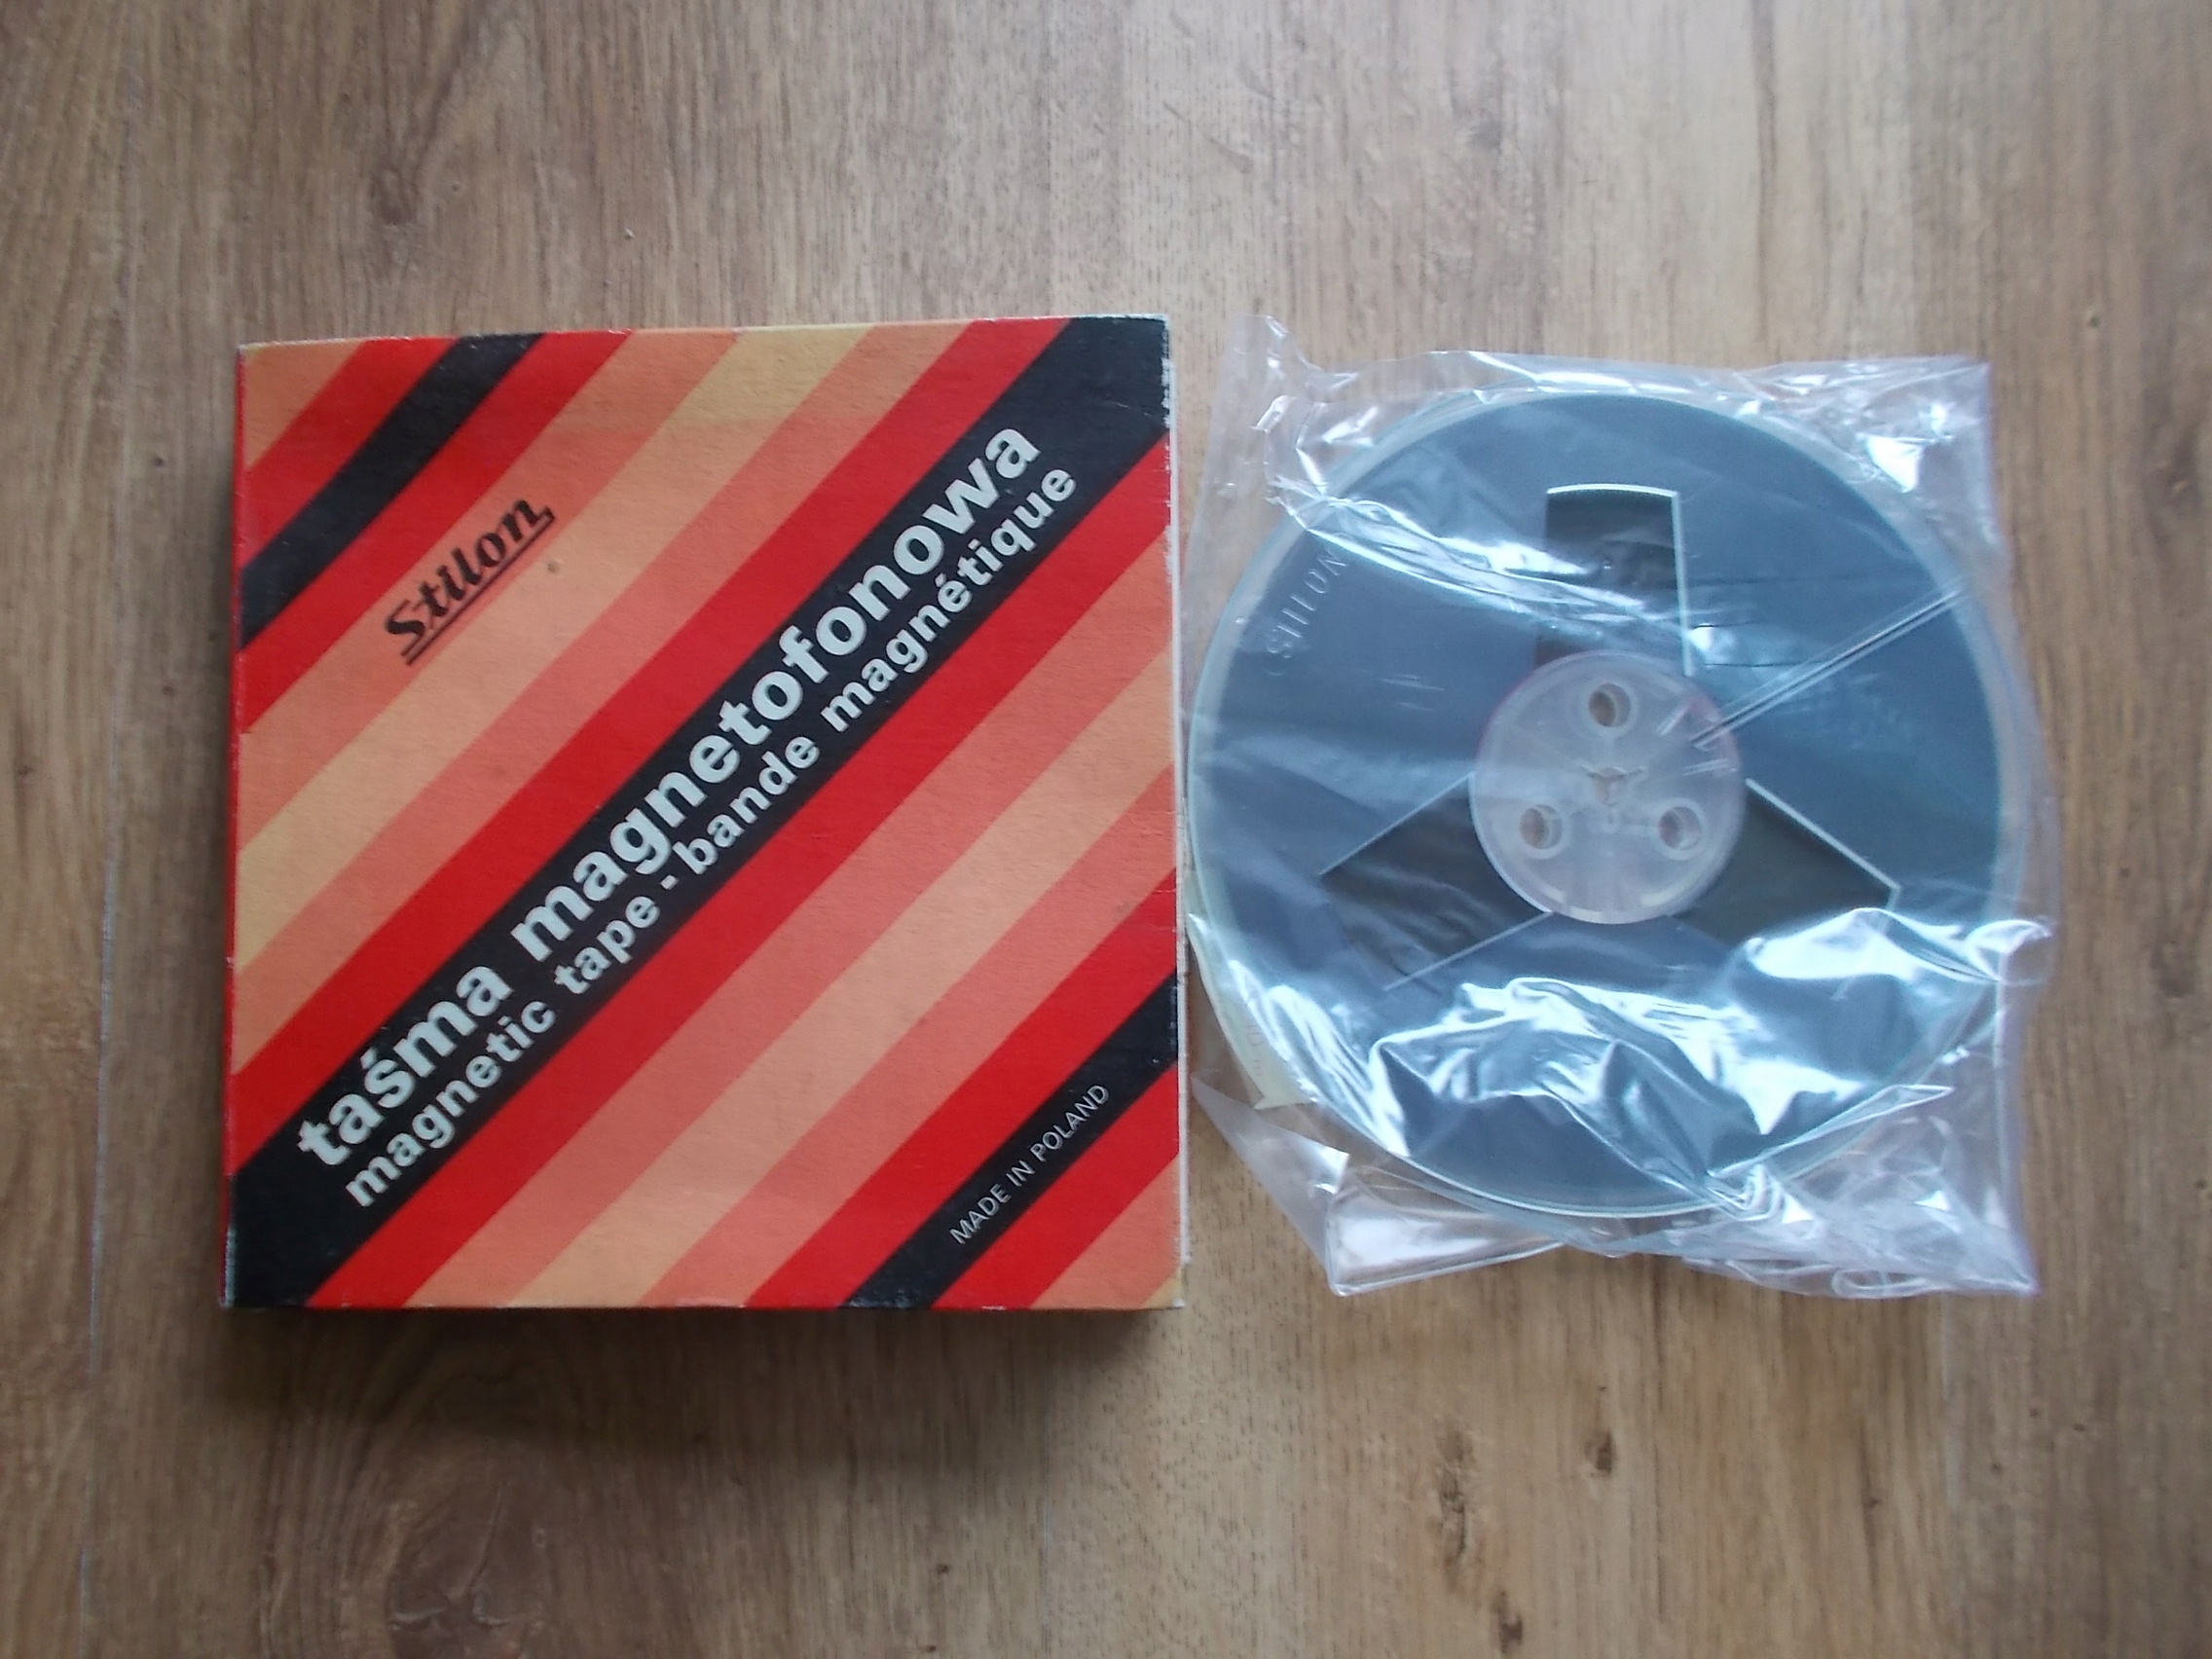 Stilon
taśma magnetofonowa
magnetic tape - bande magnétique
MADE IN POLAND
STILON